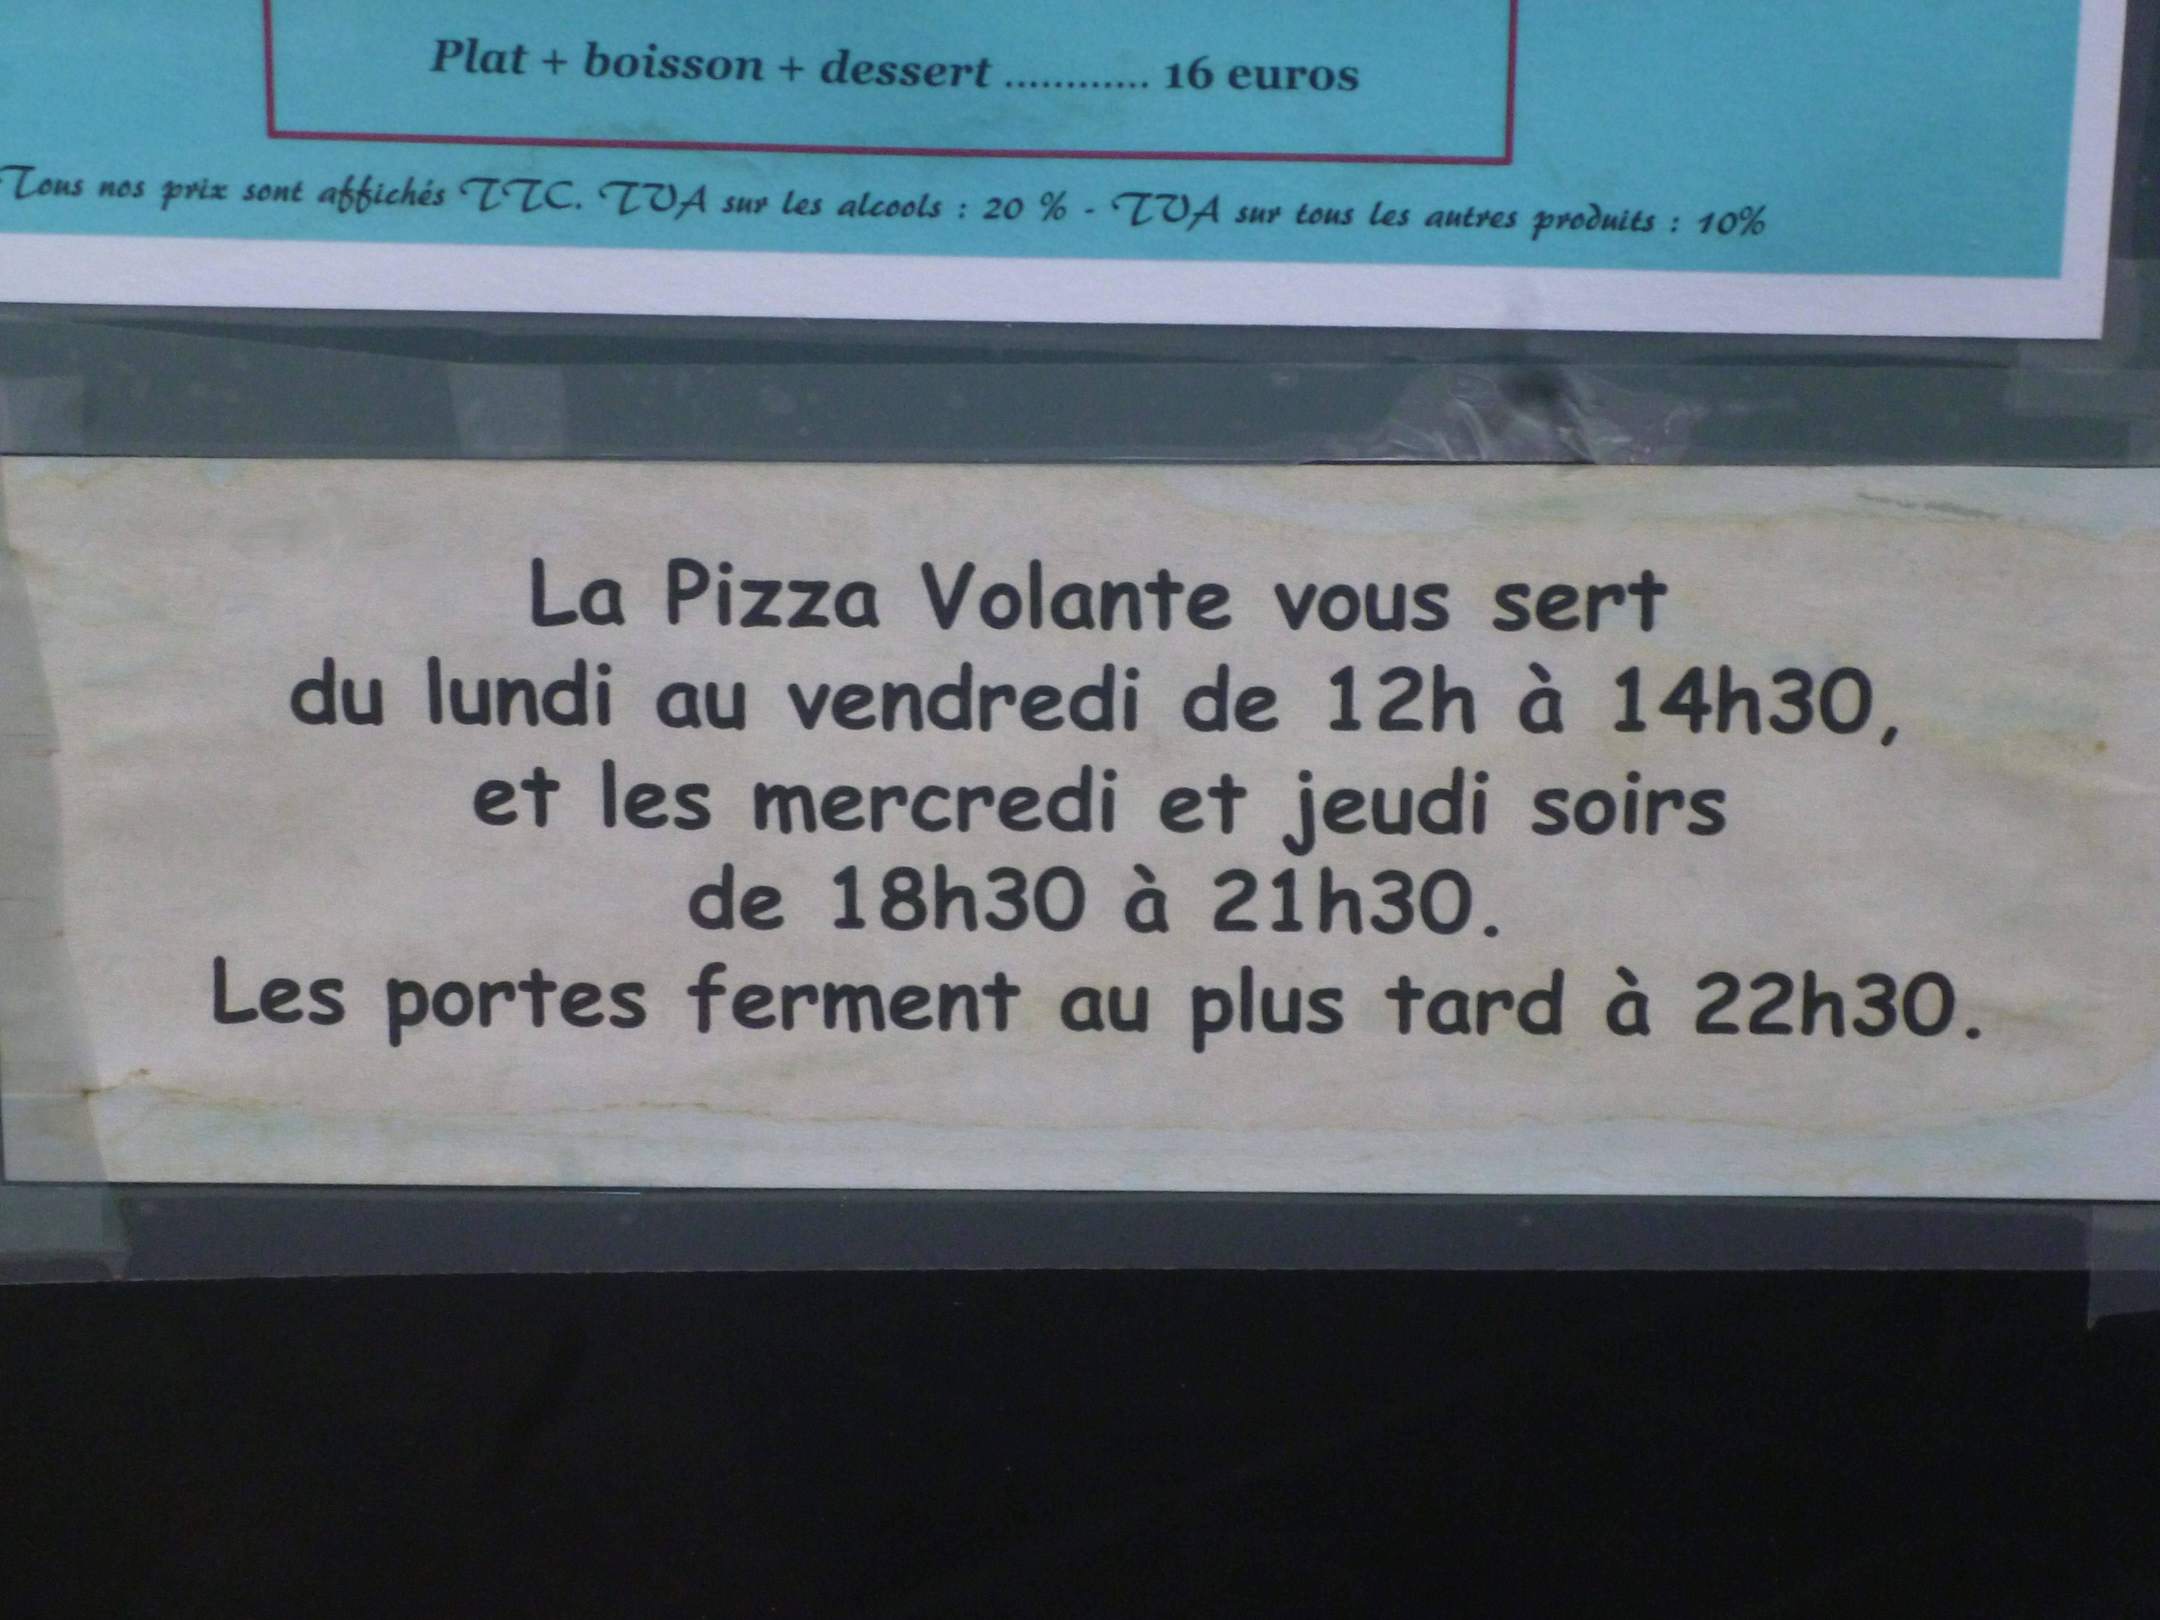 Plat + boisson + dessert ............ 16 euros
Tous nos prix sont affichés TTC. TVA sur les alcools : 20 % - TVA sur tous les autres produits : 10%
La Pizza Volante vous sert
du lundi au vendredi de 12h à 14h30,
et les mercredi et jeudi soirs
de 18h30 à 21h30.
Les portes ferment au plus tard à 22h30.